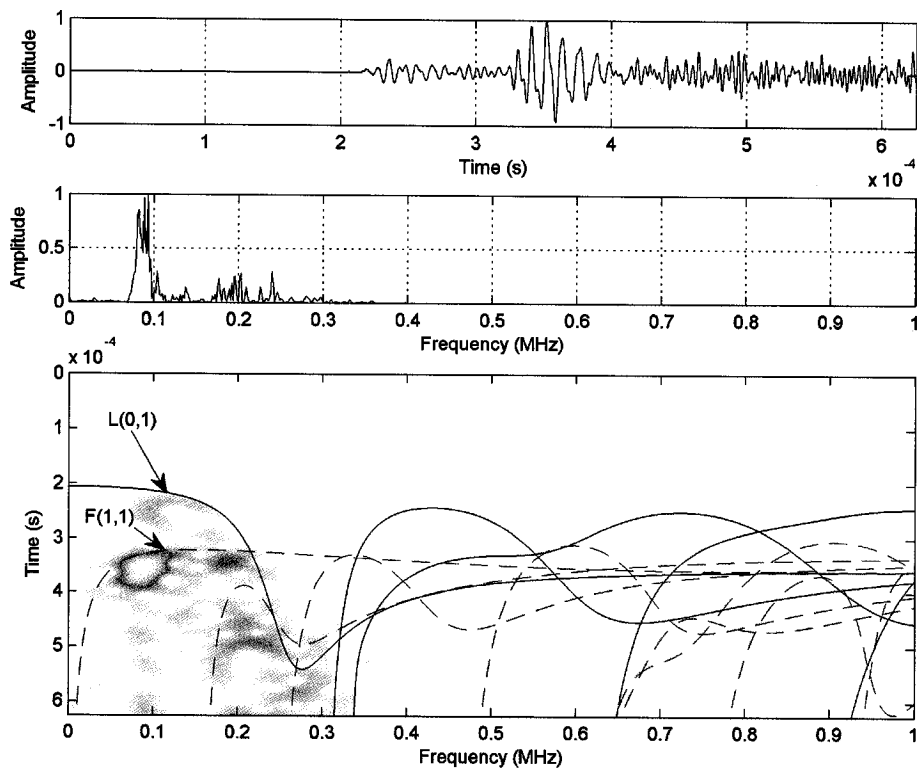 Amplitude
1
0
-1
0 1 2 3 4 5 6
Time (s)
x 10⁻⁴
Amplitude
1
0.5
0
0 0.1 0.2 0.3 0.4 0.5 0.6 0.7 0.8 0.9 1
Frequency (MHz)
x 10⁻⁴
Time (s)
0
1
2
3
4
5
6
L(0,1)
F(1,1)
0 0.1 0.2 0.3 0.4 0.5 0.6 0.7 0.8 0.9 1
Frequency (MHz)